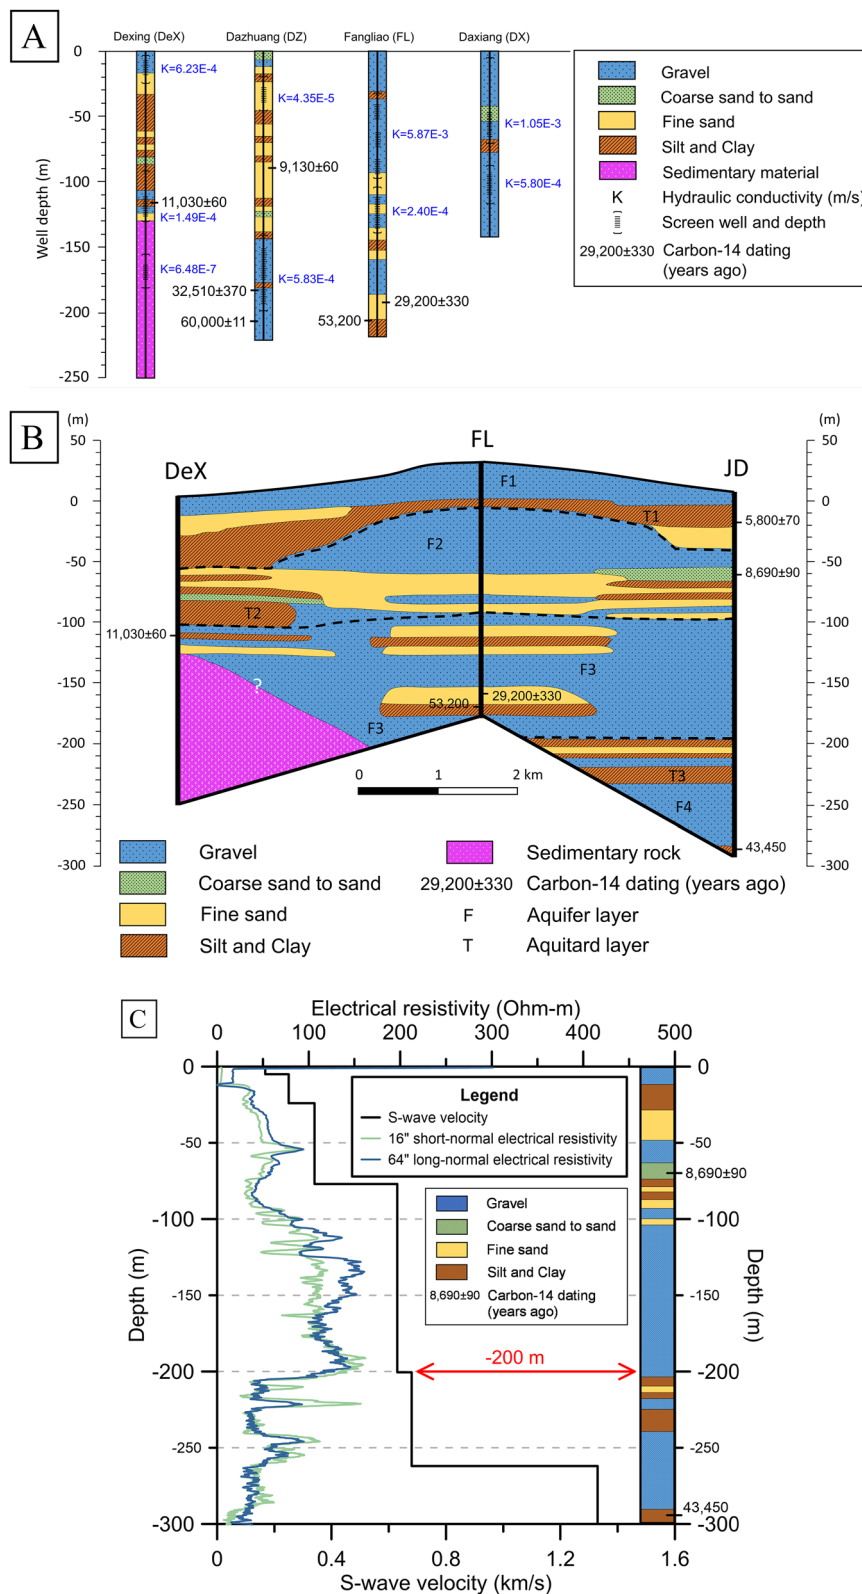 A
Dexing (DeX)
Dazhuang (DZ)
Fangliao (FL)
Daxiang (DX)
Well depth (m)
0
-50
-100
-150
-200
-250
K=6.23E-4
11,030±60
K=1.49E-4
K=6.48E-7
K=4.35E-5
9,130±60
K=5.83E-4
32,510±370
60,000±11
K=5.87E-3
K=2.40E-4
29,200±330
53,200
K=1.05E-3
K=5.80E-4
Gravel
Coarse sand to sand
Fine sand
Silt and Clay
Sedimentary material
K Hydraulic conductivity (m/s)
Screen well and depth
29,200±330 Carbon-14 dating
(years ago)
B
(m)
50
0
-50
-100
-150
-200
-250
-300
(m)
50
0
-50
-100
-150
-200
-250
-300
DeX
FL
JD
F1
T1
F2
T2
F3
F3
T3
F4
?
11,030±60
29,200±330
53,200
5,800±70
8,690±90
43,450
0 1 2 km
Gravel
Coarse sand to sand
Fine sand
Silt and Clay
Sedimentary rock
29,200±330 Carbon-14 dating (years ago)
F Aquifer layer
T Aquitard layer
C
Electrical resistivity (Ohm-m)
0 100 200 300 400 500
Depth (m)
0
-50
-100
-150
-200
-250
-300
Legend
S-wave velocity
16" short-normal electrical resistivity
64" long-normal electrical resistivity
Gravel
Coarse sand to sand
Fine sand
Silt and Clay
8,690±90 Carbon-14 dating
(years ago)
-200 m
0
-50
8,690±90
-100
-150
-200
-250
43,450
-300
Depth (m)
0 0.4 0.8 1.2 1.6
S-wave velocity (km/s)